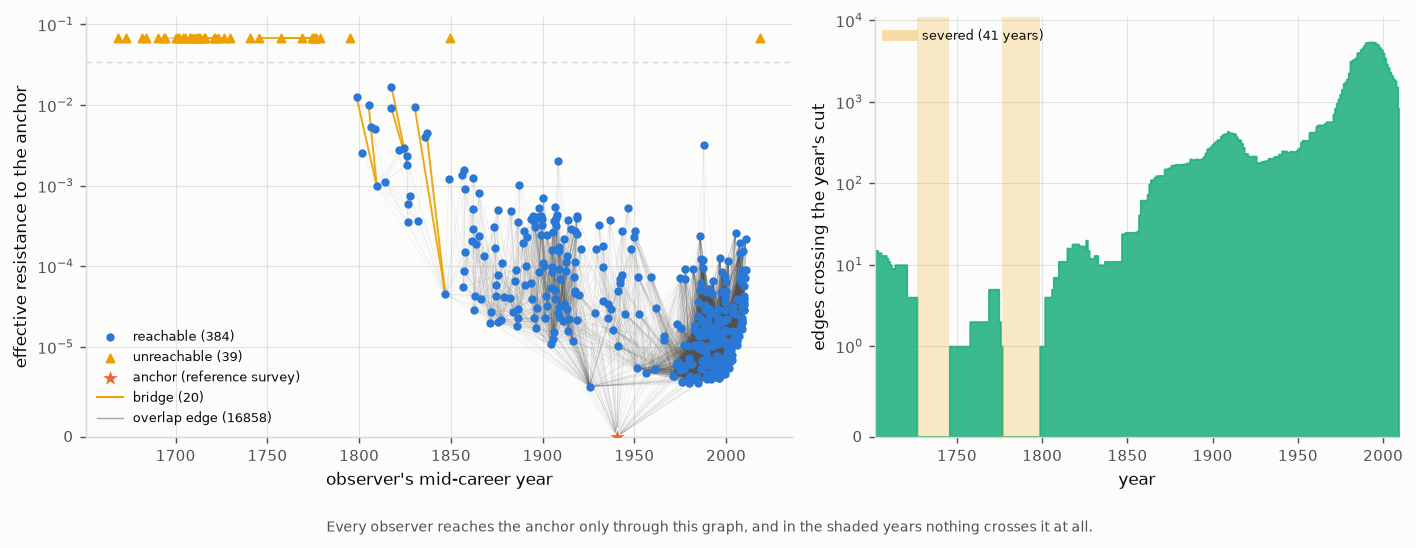 effective resistance to the anchor
10⁻¹
10⁻²
10⁻³
10⁻⁴
10⁻⁵
0
reachable (384)
unreachable (39)
anchor (reference survey)
bridge (20)
overlap edge (16858)
1700 1750 1800 1850 1900 1950 2000
observer's mid-career year
edges crossing the year's cut
10⁴
10³
10²
10¹
10⁰
0
severed (41 years)
1750 1800 1850 1900 1950 2000
year
Every observer reaches the anchor only through this graph, and in the shaded years nothing crosses it at all.